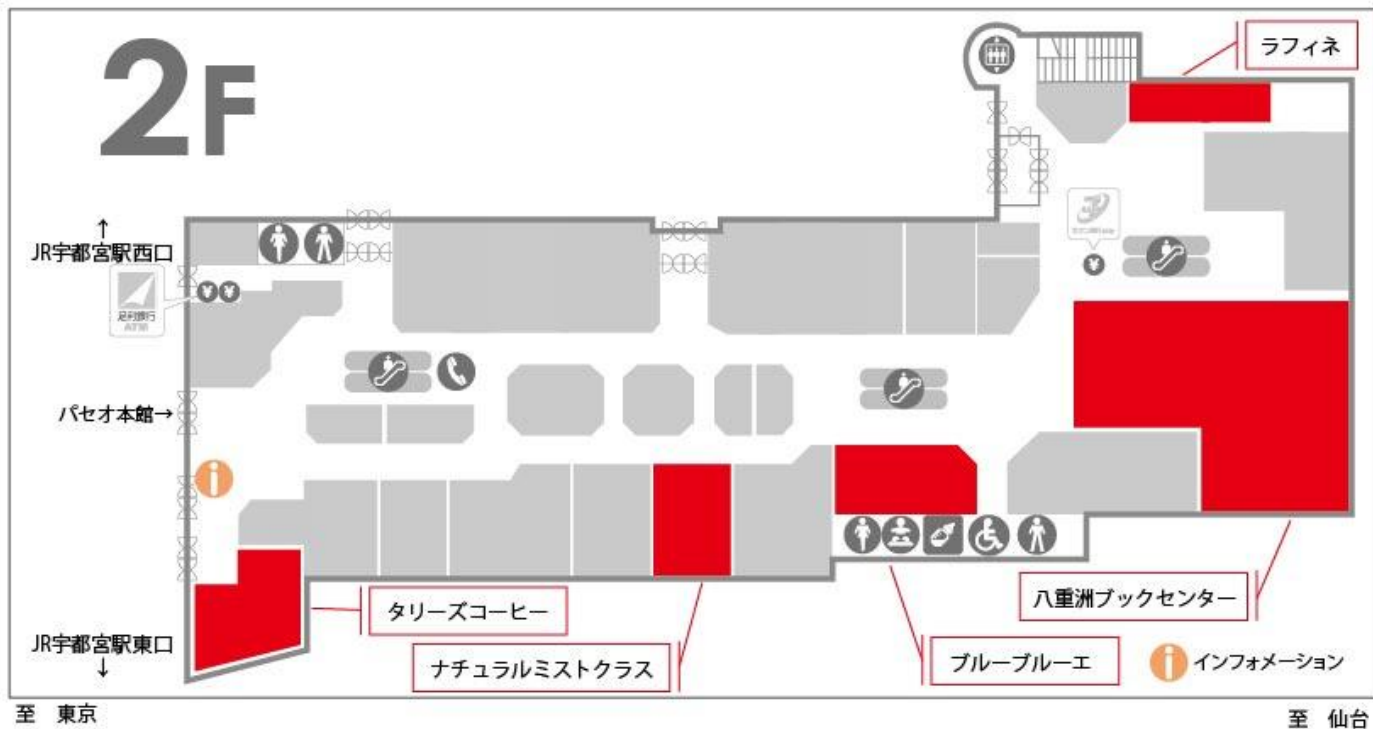 2F
ラフィネ
↑
JR宇都宮駅西口
足利銀行
ATM
¥¥
¥
パセオ本館→
i
タリーズコーヒー
八重洲ブックセンター
JR宇都宮駅東口
↓
ナチュラルミストクラス
ブルーブルーエ
i インフォメーション
至 東京
至 仙台